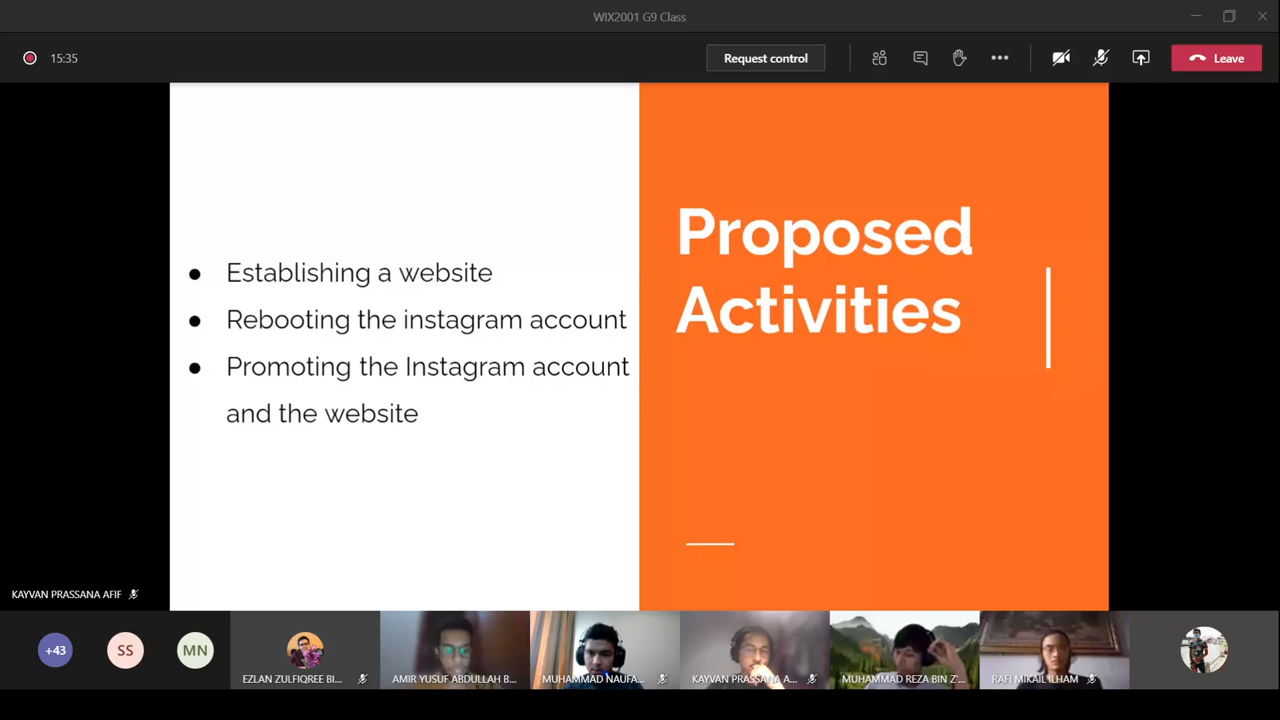 WIX2001 G9 Class
15:35
Request control
Leave
● Establishing a website
● Rebooting the instagram account
● Promoting the Instagram account
and the website
Proposed
Activities
KAYVAN PRASSANA AFIF
+43
SS
MN
EZLAN ZULFIQREE BI...
AMIR YUSUF ABDULLAH B...
MUHAMMAD NAUFA...
KAYVAN PRASSANA A...
MUHAMMAD REZA BIN Z'...
RAFI MIKAIL ILHAM